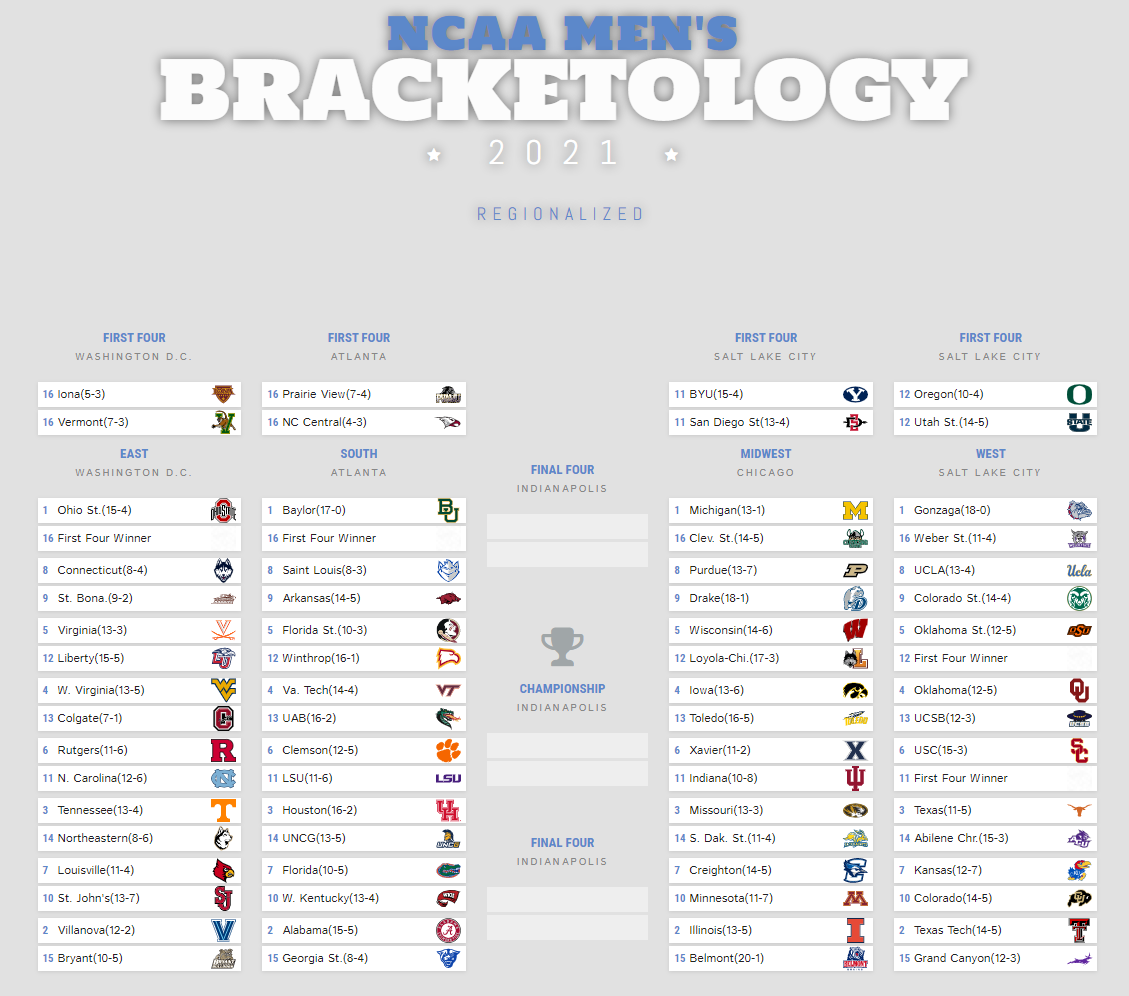 NCAA MEN'S
BRACKETOLOGY
2021
REGIONALIZED
FIRST FOUR
WASHINGTON D.C.
16 Iona(5-3)
16 Vermont(7-3)
FIRST FOUR
ATLANTA
16 Prairie View(7-4)
16 NC Central(4-3)
FIRST FOUR
SALT LAKE CITY
11 BYU(15-4)
11 San Diego St(13-4)
FIRST FOUR
SALT LAKE CITY
12 Oregon(10-4)
12 Utah St.(14-5)
EAST
WASHINGTON D.C.
1 Ohio St.(15-4)
16 First Four Winner
8 Connecticut(8-4)
9 St. Bona.(9-2)
5 Virginia(13-3)
12 Liberty(15-5)
4 W. Virginia(13-5)
13 Colgate(7-1)
6 Rutgers(11-6)
11 N. Carolina(12-6)
3 Tennessee(13-4)
14 Northeastern(8-6)
7 Louisville(11-4)
10 St. John's(13-7)
2 Villanova(12-2)
15 Bryant(10-5)
SOUTH
ATLANTA
1 Baylor(17-0)
16 First Four Winner
8 Saint Louis(8-3)
9 Arkansas(14-5)
5 Florida St.(10-3)
12 Winthrop(16-1)
4 Va. Tech(14-4)
13 UAB(16-2)
6 Clemson(12-5)
11 LSU(11-6)
3 Houston(16-2)
14 UNCG(13-5)
7 Florida(10-5)
10 W. Kentucky(13-4)
2 Alabama(15-5)
15 Georgia St.(8-4)
FINAL FOUR
INDIANAPOLIS
CHAMPIONSHIP
INDIANAPOLIS
FINAL FOUR
INDIANAPOLIS
MIDWEST
CHICAGO
1 Michigan(13-1)
16 Clev. St.(14-5)
8 Purdue(13-7)
9 Drake(18-1)
5 Wisconsin(14-6)
12 Loyola-Chi.(17-3)
4 Iowa(13-6)
13 Toledo(16-5)
6 Xavier(11-2)
11 Indiana(10-8)
3 Missouri(13-3)
14 S. Dak. St.(11-4)
7 Creighton(14-5)
10 Minnesota(11-7)
2 Illinois(13-5)
15 Belmont(20-1)
WEST
SALT LAKE CITY
1 Gonzaga(18-0)
16 Weber St.(11-4)
8 UCLA(13-4)
9 Colorado St.(14-4)
5 Oklahoma St.(12-5)
12 First Four Winner
4 Oklahoma(12-5)
13 UCSB(12-3)
6 USC(15-3)
11 First Four Winner
3 Texas(11-5)
14 Abilene Chr.(15-3)
7 Kansas(12-7)
10 Colorado(14-5)
2 Texas Tech(14-5)
15 Grand Canyon(12-3)